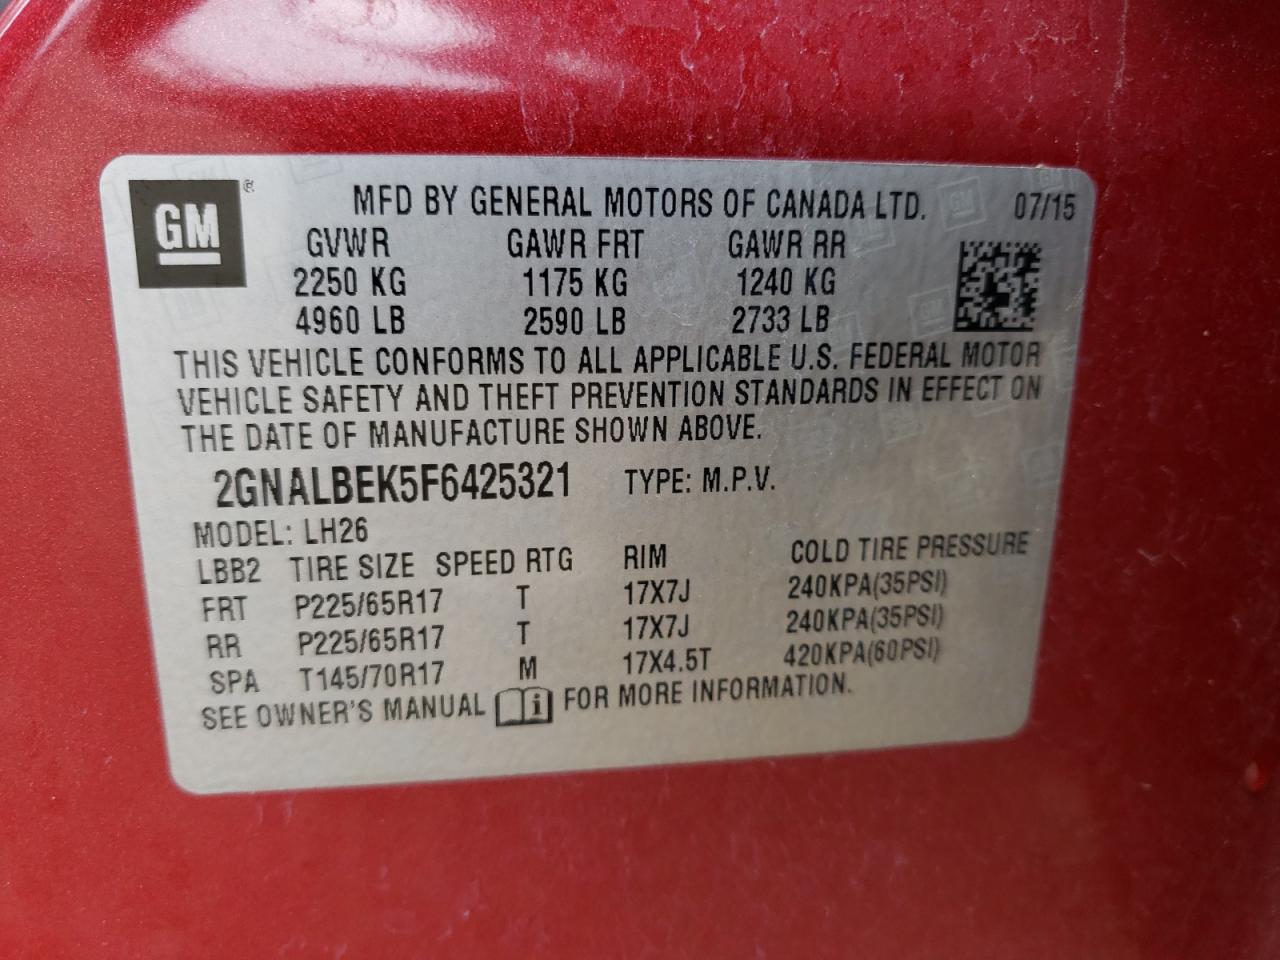 GM® MFD BY GENERAL MOTORS OF CANADA LTD. 07/15
GVWR GAWR FRT GAWR RR
2250 KG 1175 KG 1240 KG
4960 LB 2590 LB 2733 LB
THIS VEHICLE CONFORMS TO ALL APPLICABLE U.S. FEDERAL MOTOR
VEHICLE SAFETY AND THEFT PREVENTION STANDARDS IN EFFECT ON
THE DATE OF MANUFACTURE SHOWN ABOVE.
2GNALBEK5F6425321 TYPE: M.P.V.
MODEL: LH26
LBB2 TIRE SIZE SPEED RTG RIM COLD TIRE PRESSURE
FRT P225/65R17 T 17X7J 240KPA(35PSI)
RR P225/65R17 T 17X7J 240KPA(35PSI)
SPA T145/70R17 M 17X4.5T 420KPA(60PSI)
SEE OWNER'S MANUAL i FOR MORE INFORMATION.